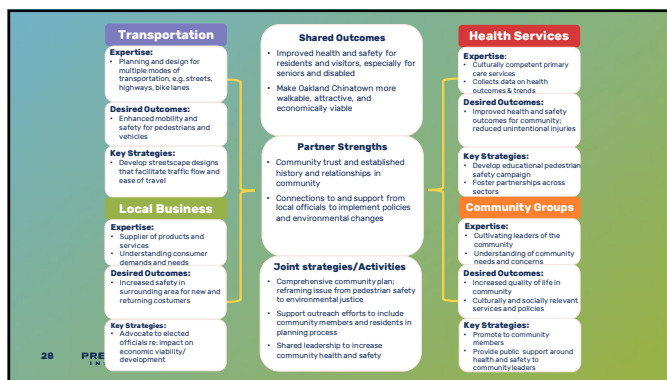 Transportation
Expertise:
• Planning and design for
multiple modes of
transportation, e.g. streets,
highways, bike lanes
Desired Outcomes:
• Enhanced mobility and
safety for pedestrians and
vehicles
Key Strategies:
• Develop streetscape designs
that facilitate traffic flow and
ease of travel
Local Business
Expertise:
• Supplier of products and
services
• Understanding consumer
demands and needs
Desired Outcomes:
• Increased safety in
surrounding area for new and
returning costumers
Key Strategies:
• Advocate to elected
officials re: impact on
economic viability/
development
Shared Outcomes
• Improved health and safety for
residents and visitors, especially for
seniors and disabled
• Make Oakland Chinatown more
walkable, attractive, and
economically viable
Partner Strengths
• Community trust and established
history and relationships in
community
• Connections to and support from
local officials to implement policies
and environmental changes
Joint strategies/Activities
• Comprehensive community plan;
reframing issue from pedestrian safety
to environmental justice
• Support outreach efforts to include
community members and residents in
planning process
• Shared leadership to increase
community health and safety
Health Services
Expertise:
• Culturally competent primary
care services
• Collects data on health
outcomes & trends
Desired Outcomes:
• Improved health and safety
outcomes for community;
reduced unintentional injuries
Key Strategies:
• Develop educational pedestrian
safety campaign
• Foster partnerships across
sectors
Community Groups
Expertise:
• Cultivating leaders of the
community
• Understanding of community
needs and concerns
Desired Outcomes:
• Increased quality of life in
community
• Culturally and socially relevant
services and policies
Key Strategies:
• Promote to community
members
• Provide public support around
health and safety to
community leaders
28
PRE